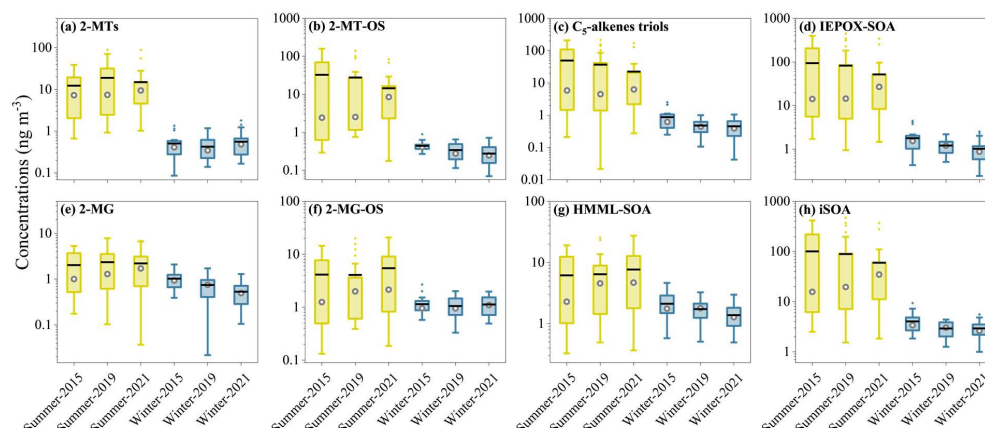 Concentrations (ng m⁻³)
(a) 2-MTs
100
10
1
0.1
(b) 2-MT-OS
1000
100
10
1
0.1
(c) C₅-alkenes triols
1000
100
10
1
0.1
0.01
(d) IEPOX-SOA
100
10
1
(e) 2-MG
10
1
0.1
(f) 2-MG-OS
100
10
1
0.1
(g) HMML-SOA
100
10
1
(h) iSOA
1000
100
10
1
Summer-2015
Summer-2019
Summer-2021
Winter-2015
Winter-2019
Winter-2021
Summer-2015
Summer-2019
Summer-2021
Winter-2015
Winter-2019
Winter-2021
Summer-2015
Summer-2019
Summer-2021
Winter-2015
Winter-2019
Winter-2021
Summer-2015
Summer-2019
Summer-2021
Winter-2015
Winter-2019
Winter-2021